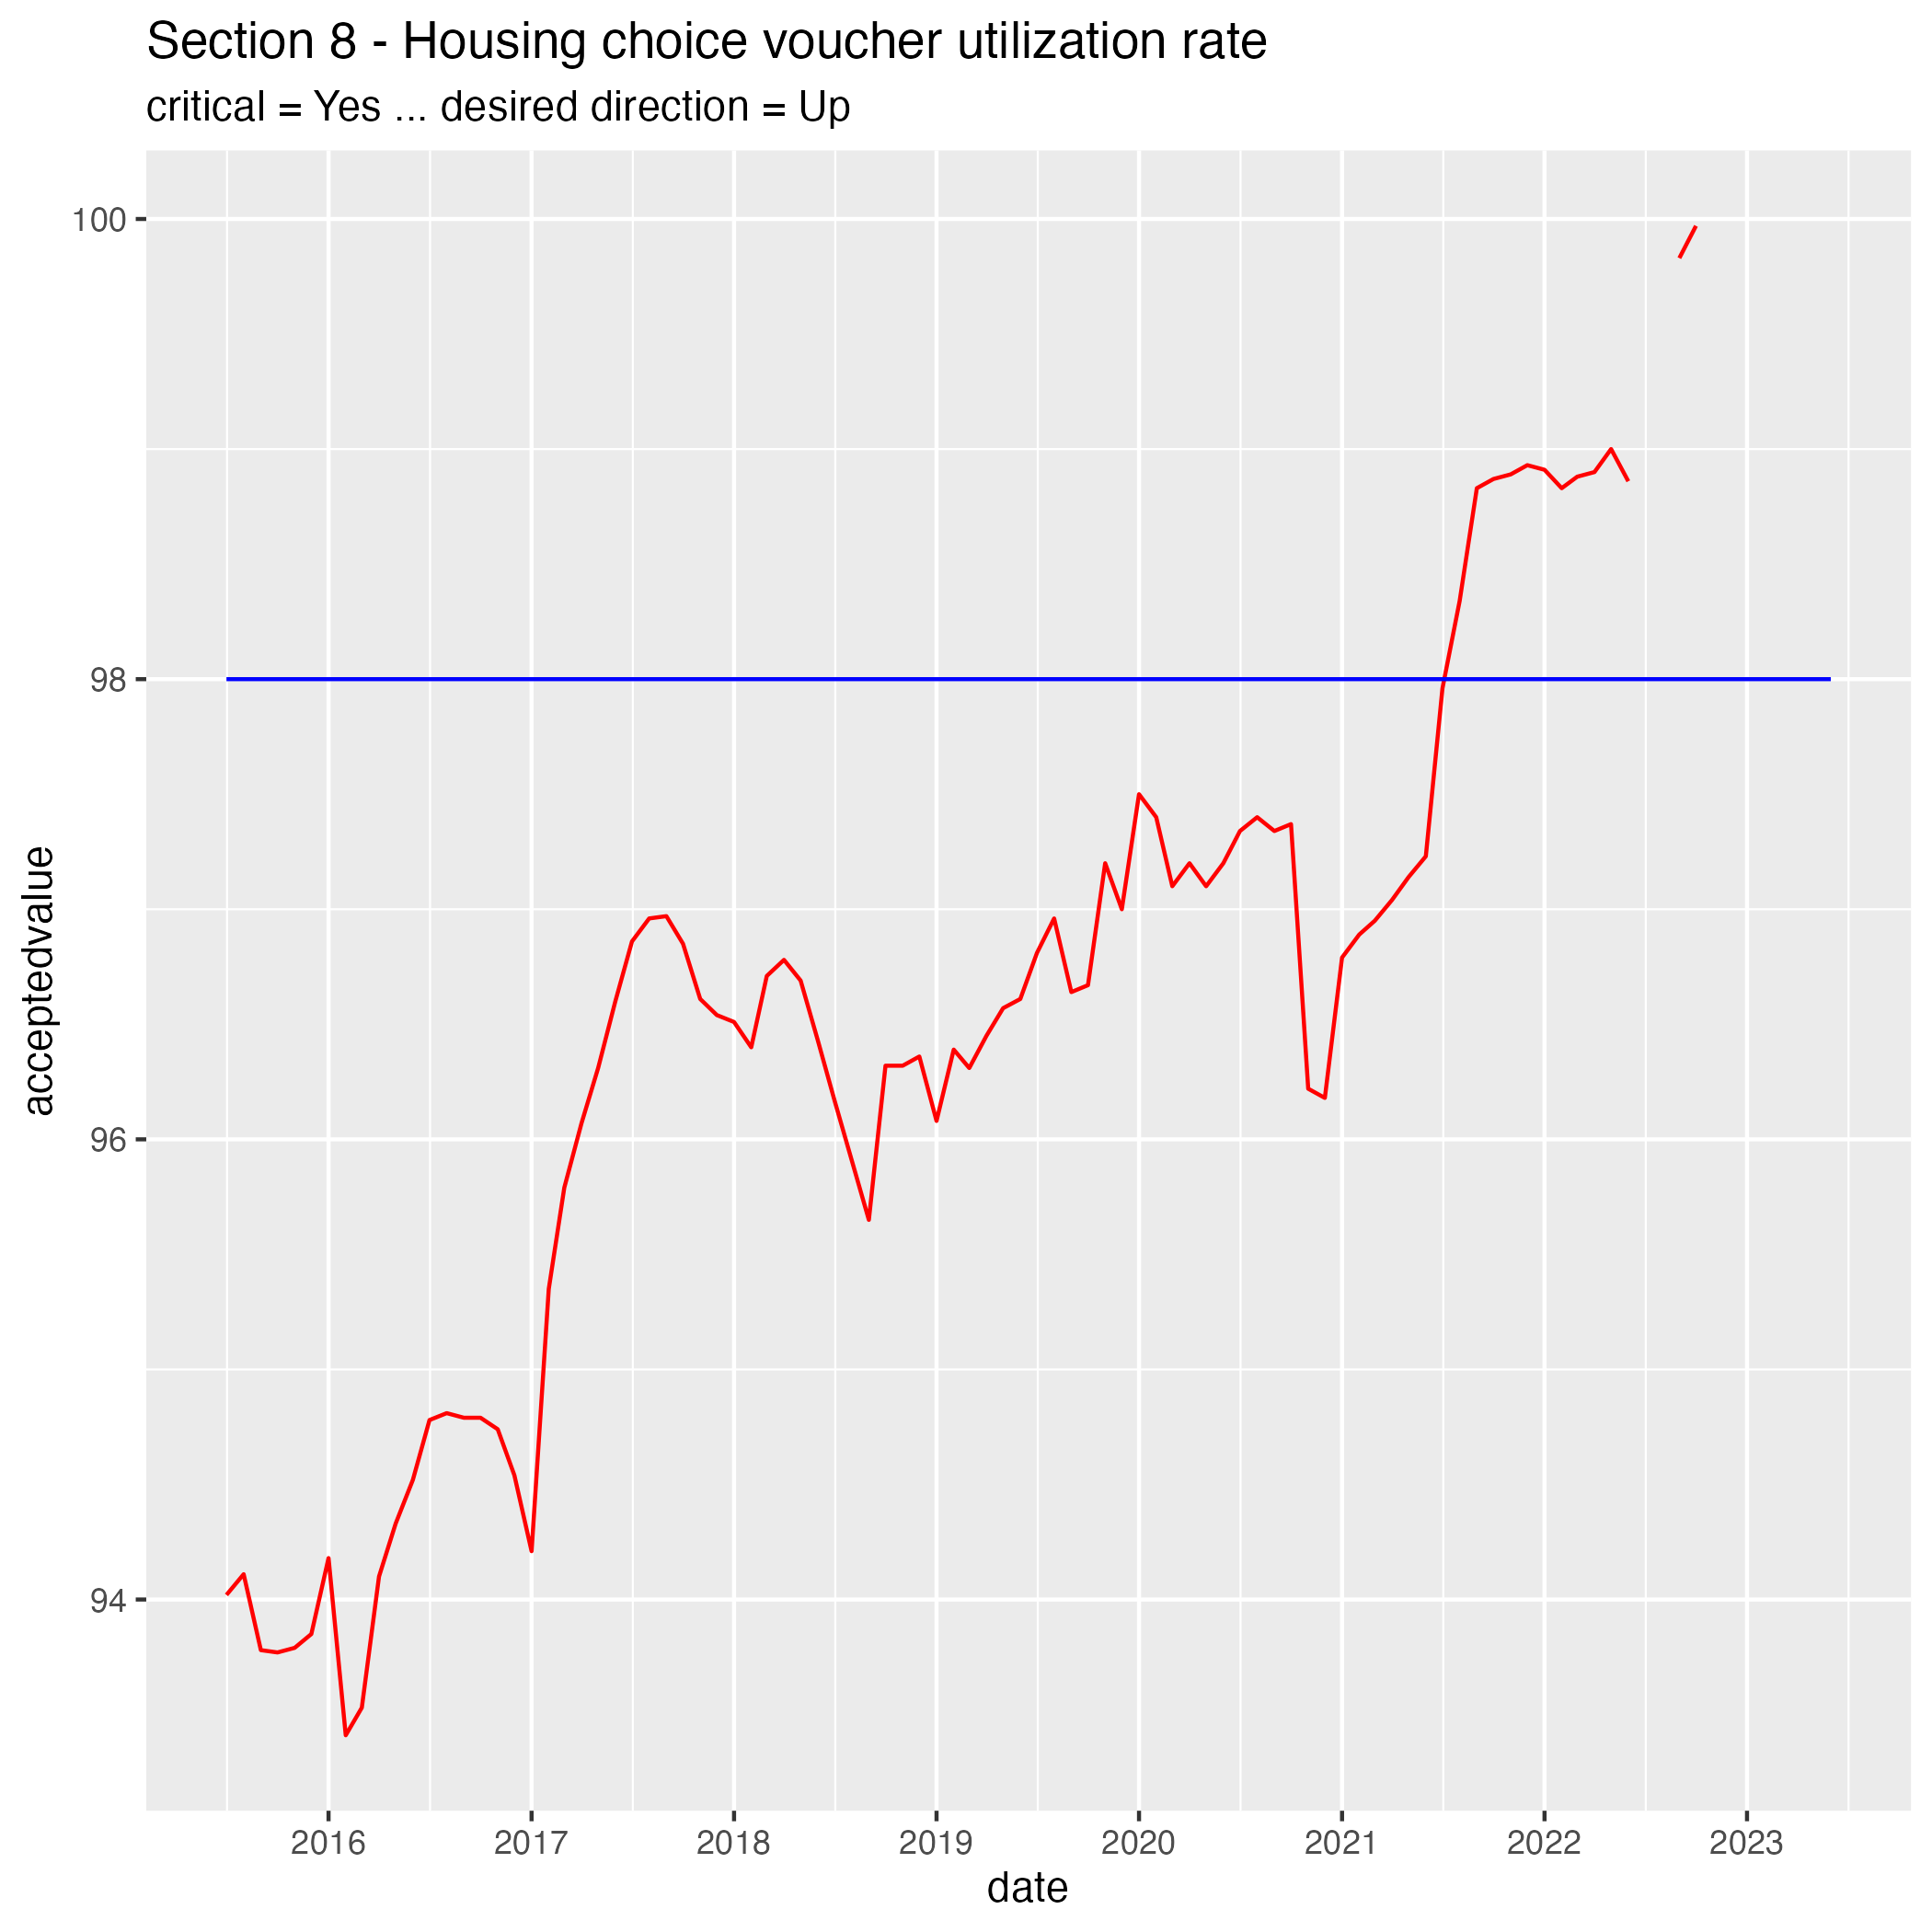 Section 8 - Housing choice voucher utilization rate
critical = Yes ... desired direction = Up
acceptedvalue
100
98
96
94
2016 2017 2018 2019 2020 2021 2022 2023
date